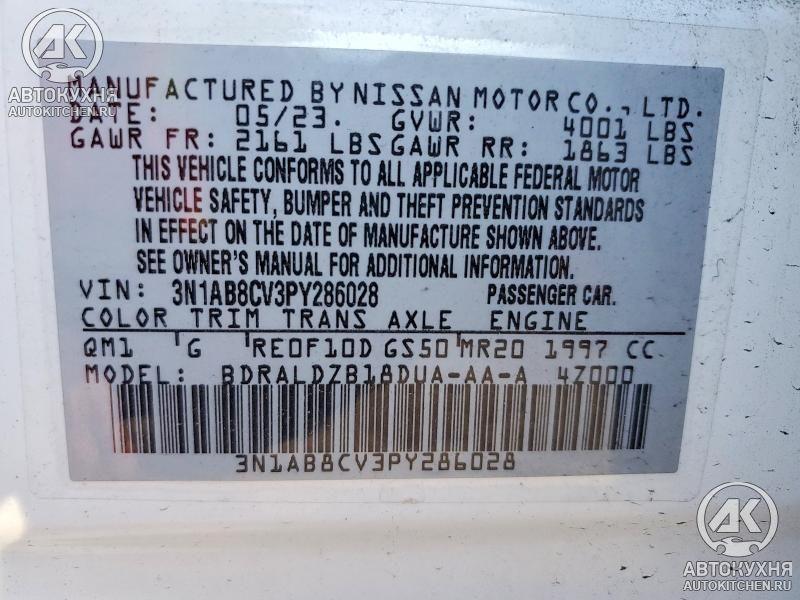 АК
АВТОКУХНЯ
AUTOKITCHEN.RU
MANUFACTURED BY NISSAN MOTOR CO., LTD.
DATE: 05/23. GVWR: 4001 LBS
GAWR FR: 2161 LBS GAWR RR: 1863 LBS
THIS VEHICLE CONFORMS TO ALL APPLICABLE FEDERAL MOTOR
VEHICLE SAFETY, BUMPER AND THEFT PREVENTION STANDARDS
IN EFFECT ON THE DATE OF MANUFACTURE SHOWN ABOVE.
SEE OWNER'S MANUAL FOR ADDITIONAL INFORMATION.
VIN: 3N1AB8CV3PY286028 PASSENGER CAR.
COLOR TRIM TRANS AXLE ENGINE
QM1 G RE0F10D GS50 MR20 1997 CC
MODEL: BDRALDZB18DUA-AA-A 4Z000
3N1AB8CV3PY286028
АК
АВТОКУХНЯ
AUTOKITCHEN.RU